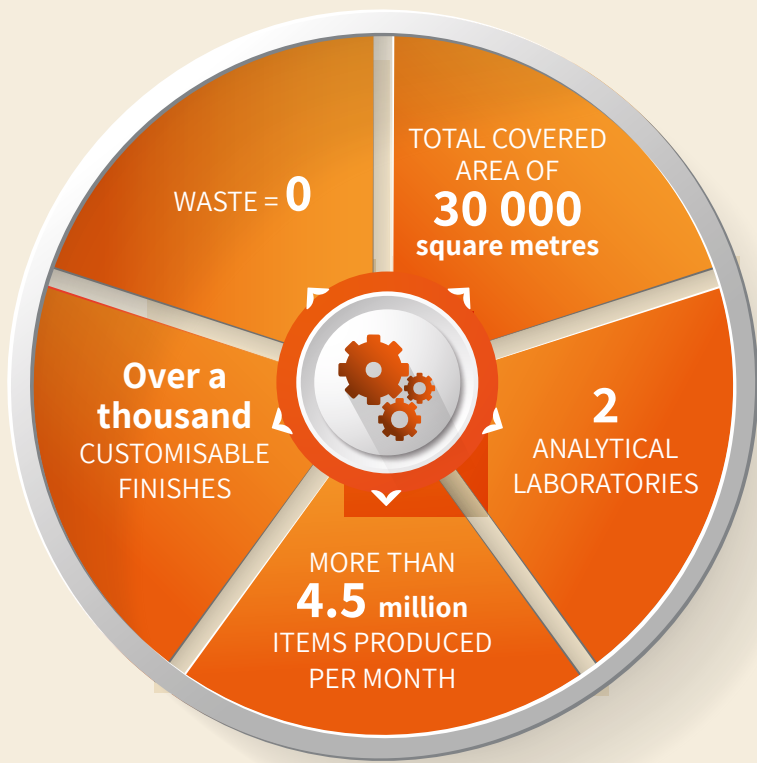 WASTE = 0
TOTAL COVERED
AREA OF
30 000
square metres
2
ANALYTICAL
LABORATORIES
MORE THAN
4.5 million
ITEMS PRODUCED
PER MONTH
Over a
thousand
CUSTOMISABLE
FINISHES